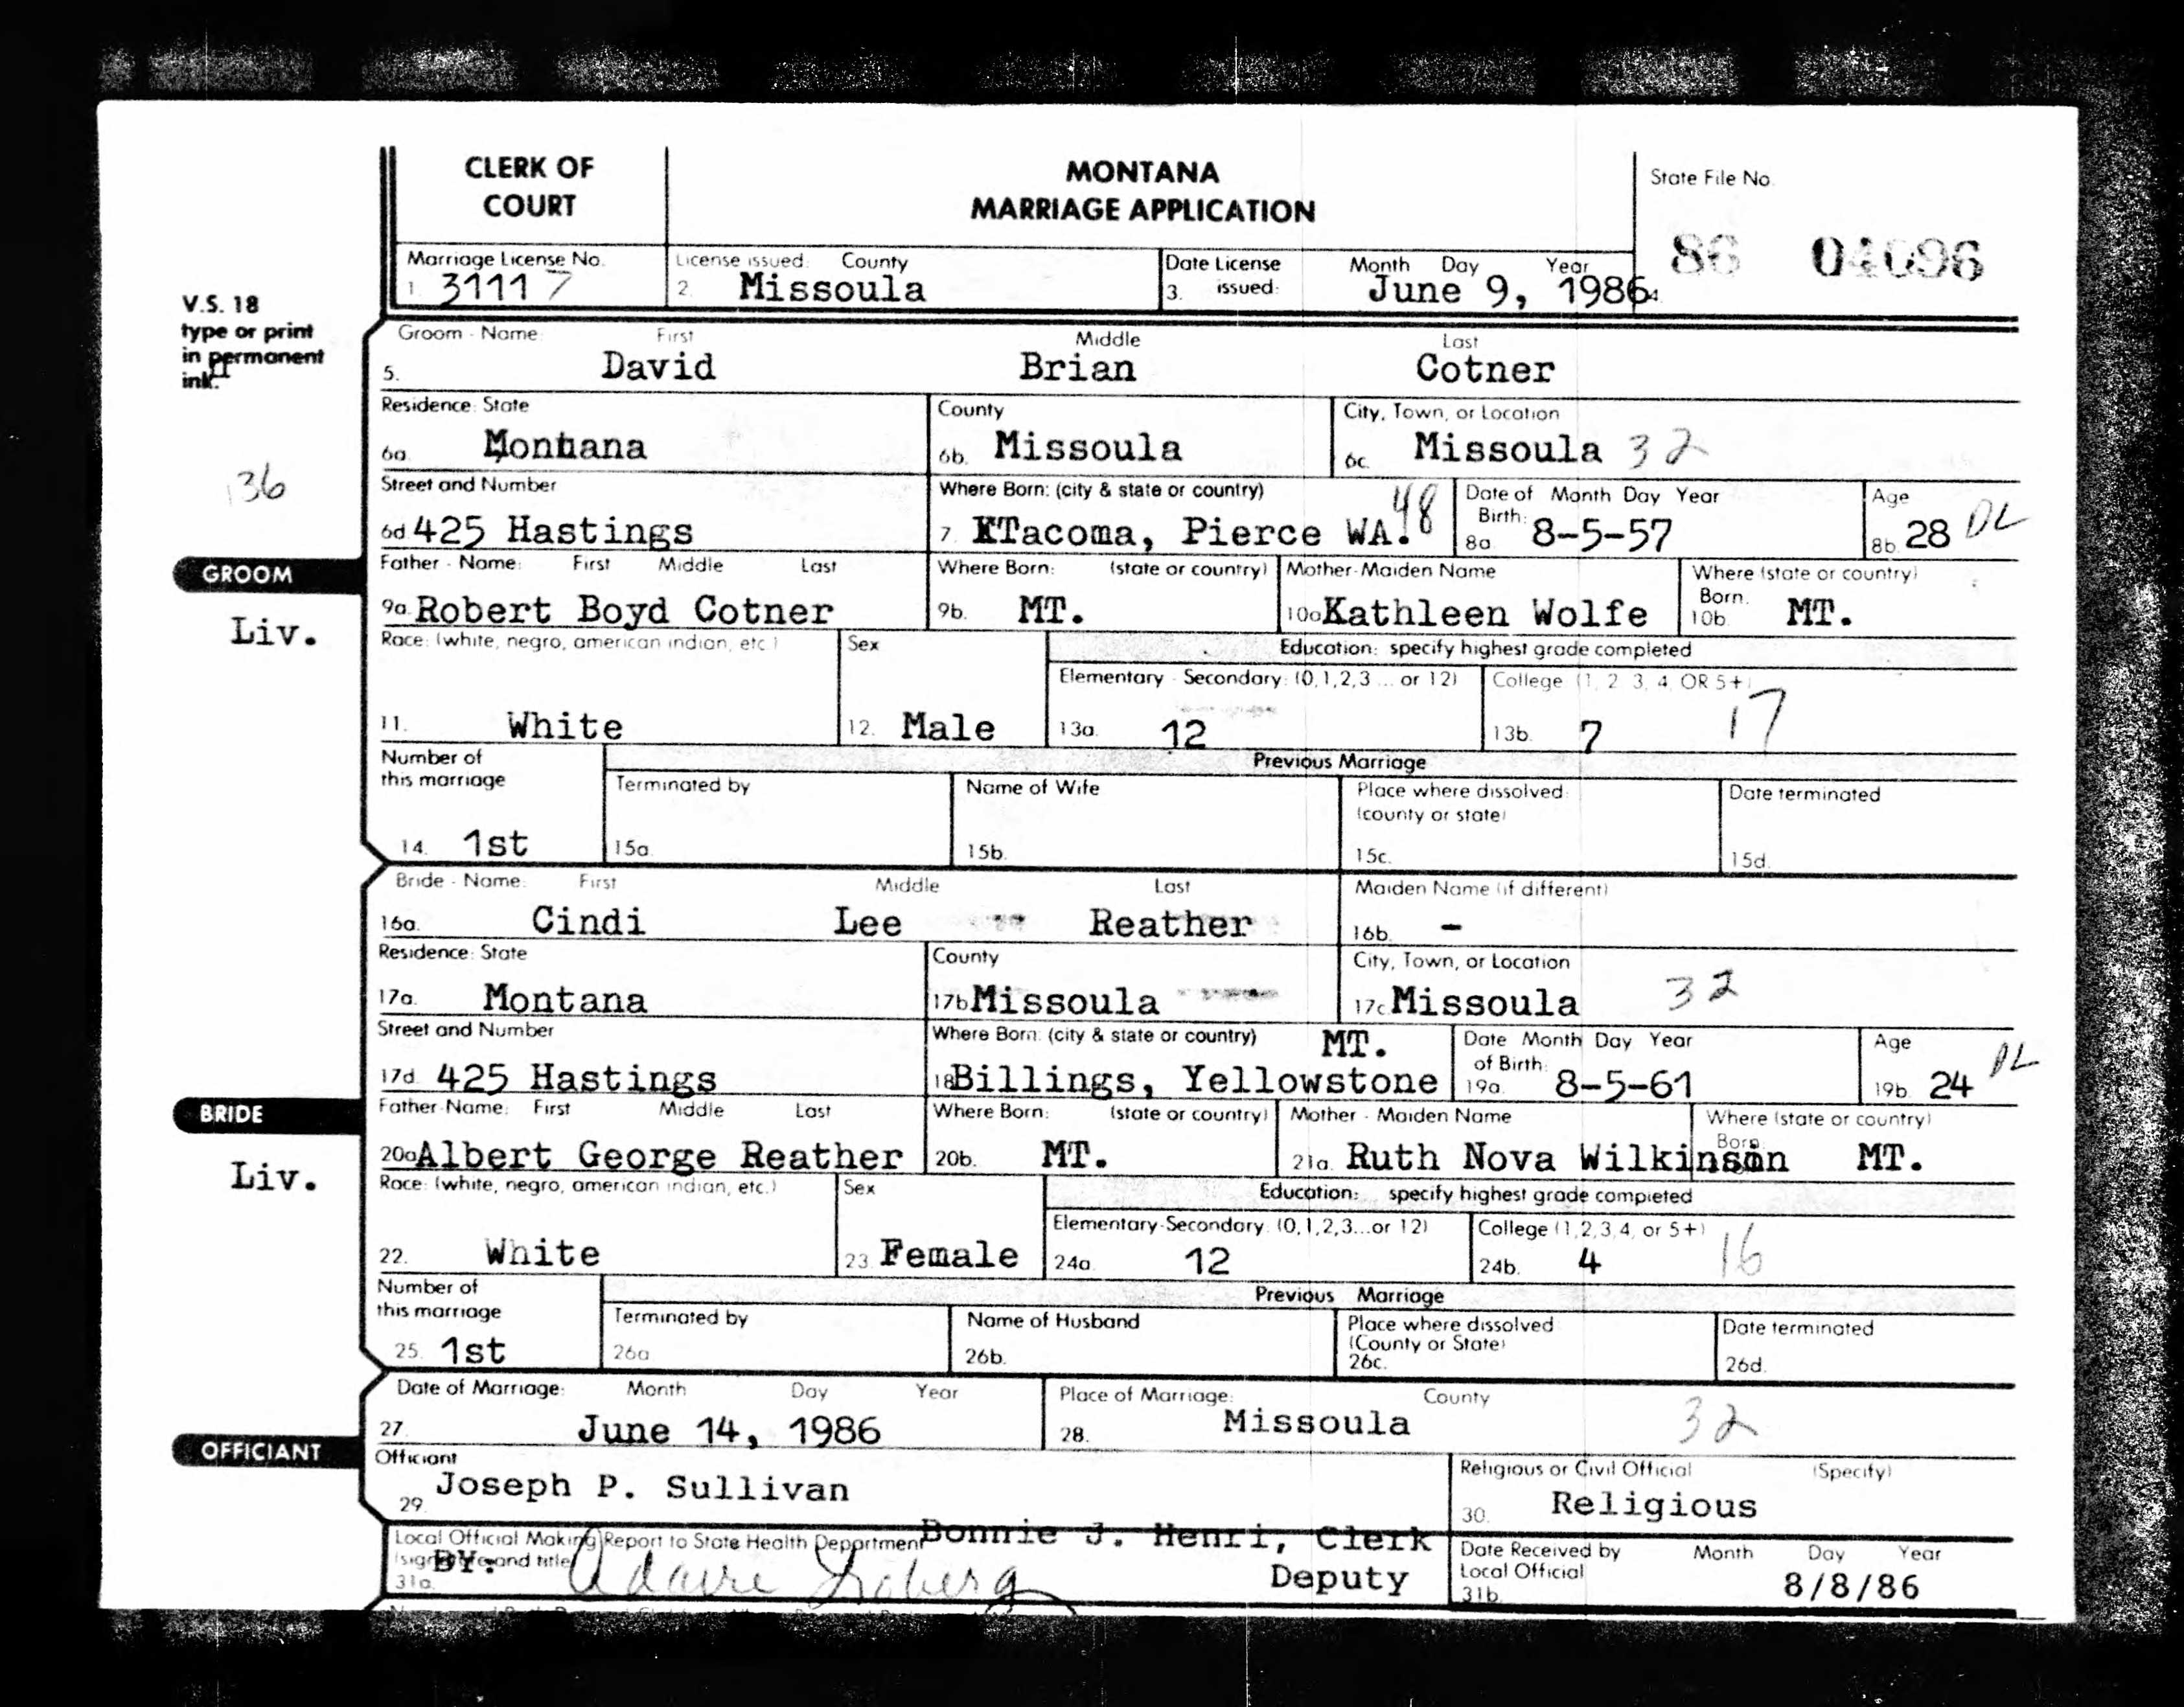 CLERK OF COURT
MONTANA
MARRIAGE APPLICATION
State File No.
86 04096
Marriage License No.
1. 31117
License issued: County
2. Missoula
Date License issued: Month Day Year
3. June 9, 1986
4.
V.S. 18
type or print
in permanent
ink.
Groom - Name: First Middle Last
5. David Brian Cotner
Residence: State
6a. Montana
County
6b. Missoula
City, Town, or Location
6c. Missoula 32
136
Street and Number
6d. 425 Hastings
Where Born: (city & state or country)
7. Tacoma, Pierce WA. 48
Date of Birth: Month Day Year
8a 8-5-57
Age
8b. 28 DL
GROOM
Liv.
Father - Name: First Middle Last
9a. Robert Boyd Cotner
Where Born: (state or country)
9b. MT.
Mother-Maiden Name
10a Kathleen Wolfe
Where (state or country)
Born.
10b. MT.
Race: (white, negro, american indian, etc.)
11. White
Sex
12. Male
Education: specify highest grade completed
Elementary - Secondary: (0,1,2,3 ... or 12)
13a. 12
College (1, 2, 3, 4, OR 5+)
13b. 7 17
Number of
this marriage
14. 1st
Previous Marriage
Terminated by
15a.
Name of Wife
15b.
Place where dissolved:
(county or state)
15c.
Date terminated
15d.
Bride - Name: First Middle Last
16a. Cindi Lee Reather
Maiden Name (if different)
16b. -
Residence: State
17a. Montana
County
17b Missoula
City, Town, or Location
17c. Missoula 32
Street and Number
17d. 425 Hastings
Where Born: (city & state or country) MT.
18 Billings, Yellowstone
Date Month Day Year
of Birth:
19a. 8-5-61
Age
19b. 24 DL
BRIDE
Liv.
Father-Name: First Middle Last
20a Albert George Reather
Where Born: (state or country)
20b. MT.
Mother - Maiden Name
21a. Ruth Nova Wilkinson
Where (state or country)
Born
MT.
Race: (white, negro, american indian, etc.)
22. White
Sex
23. Female
Education: specify highest grade completed
Elementary-Secondary: (0,1,2,3...or 12)
24a. 12
College (1,2,3,4, or 5+)
24b. 4 16
Number of
this marriage
25. 1st
Previous Marriage
Terminated by
26a
Name of Husband
26b.
Place where dissolved
(County or State)
26c.
Date terminated
26d.
Date of Marriage: Month Day Year
27. June 14, 1986
Place of Marriage: County
28. Missoula 32
OFFICIANT
Officiant
29. Joseph P. Sullivan
Religious or Civil Official (Specify)
30. Religious
Local Official Making Report to State Health Department
(signature and title)
31a.
Bonnie J. Henri, Clerk
BY: Adaire Deputy
Date Received by
Local Official
Month Day Year
31b. 8/8/86